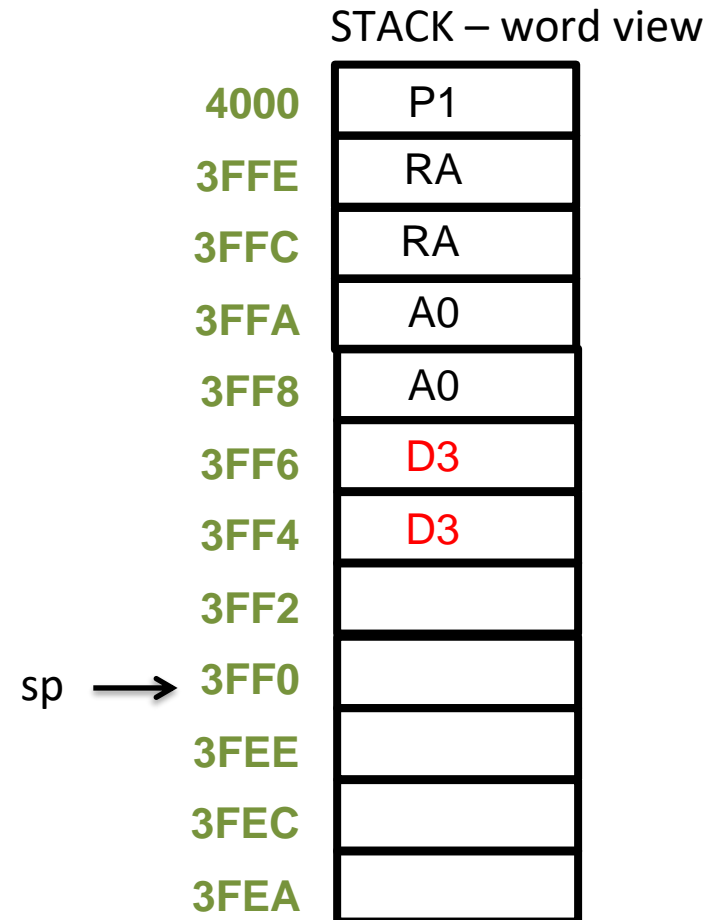 STACK – word view
4000 P1
3FFE RA
3FFC RA
3FFA A0
3FF8 A0
3FF6 D3
3FF4 D3
3FF2
sp 3FF0
3FEE
3FEC
3FEA